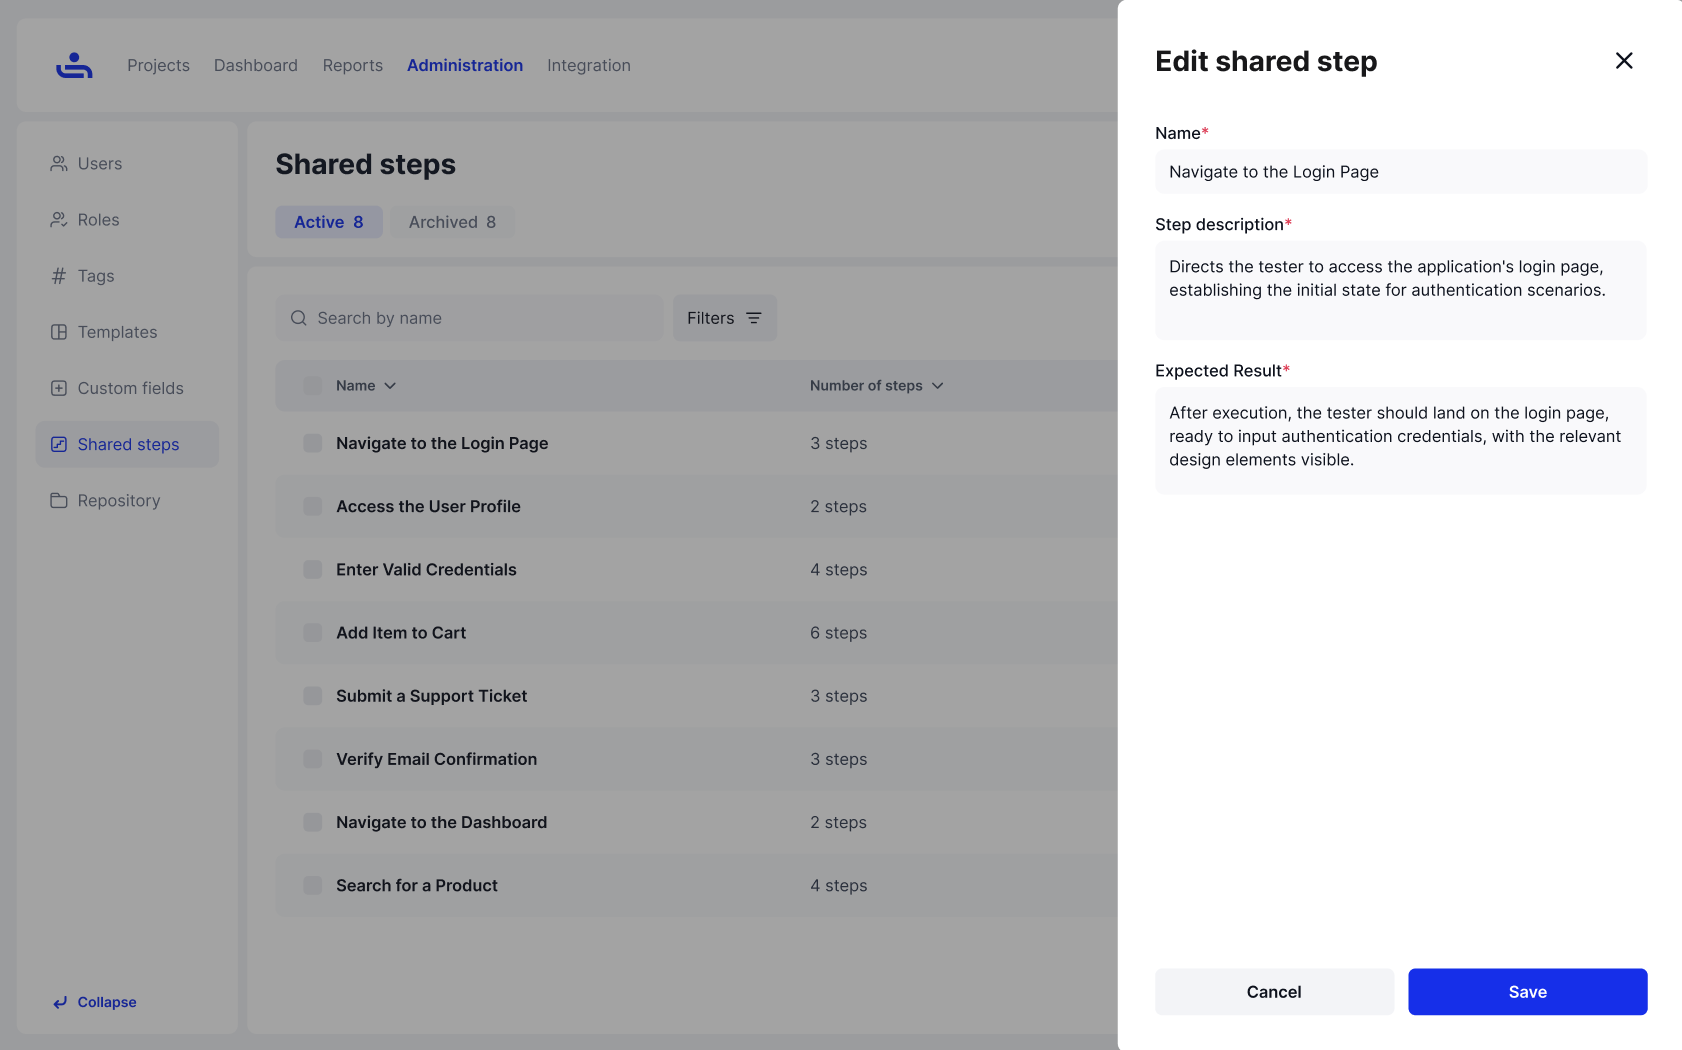 Projects Dashboard Reports Administration Integration
Users
Roles
Tags
Templates
Custom fields
Shared steps
Repository
Collapse
Shared steps
Active 8 Archived 8
Search by name Filters
Name Number of steps
Navigate to the Login Page 3 steps
Access the User Profile 2 steps
Enter Valid Credentials 4 steps
Add Item to Cart 6 steps
Submit a Support Ticket 3 steps
Verify Email Confirmation 3 steps
Navigate to the Dashboard 2 steps
Search for a Product 4 steps
Edit shared step
Name*
Navigate to the Login Page
Step description*
Directs the tester to access the application's login page,
establishing the initial state for authentication scenarios.
Expected Result*
After execution, the tester should land on the login page,
ready to input authentication credentials, with the relevant
design elements visible.
Cancel Save